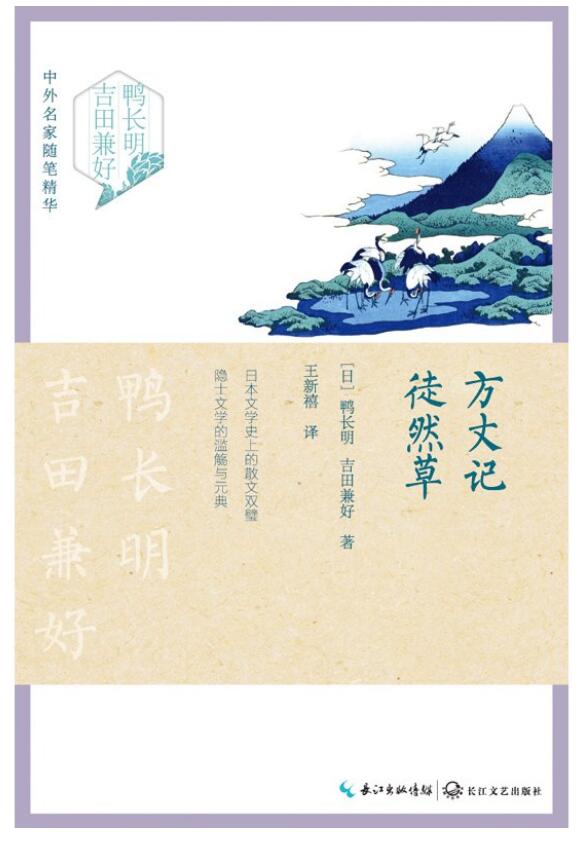 中外名家随笔精华
鸭长明
吉田兼好
方丈记
徒然草
［日］鸭长明 吉田兼好 著
王新禧 译
日本文学史上的散文双璧
隐士文学的滥觞与元典
鸭长明
吉田兼好
长江出版传媒
长江文艺出版社